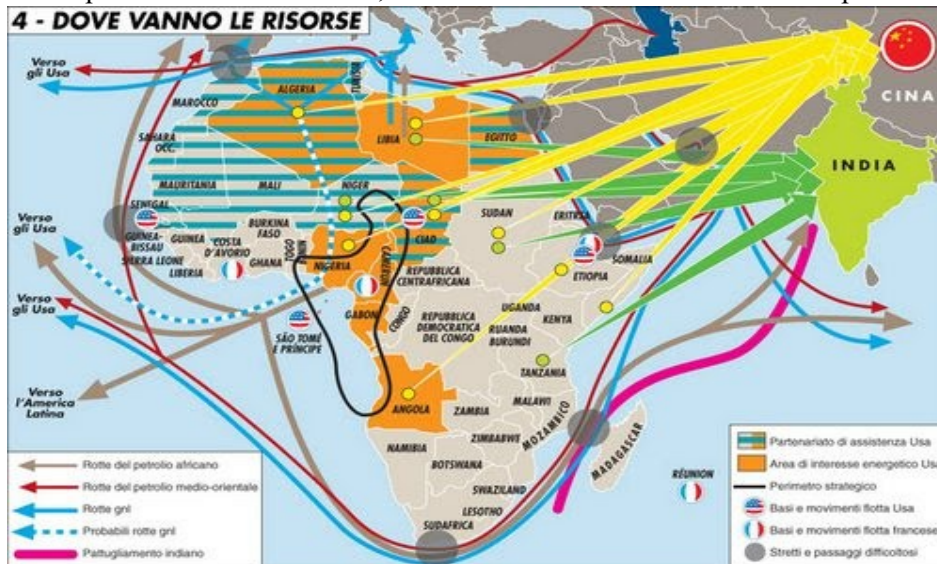 4 - DOVE VANNO LE RISORSE
Verso
gli Usa
MAROCCO
ALGERIA
TUNISIA
LIBIA
EGITTO
CINA
SAHARA
OCC.
MAURITANIA
MALI
NIGER
INDIA
SENEGAL
GUINEA-
BISSAU
GUINEA
BURKINA
FASO
CIAD
SUDAN
ERITREA
Verso
gli Usa
SIERRA LEONE
COSTA
D'AVORIO
LIBERIA
GHANA
TOGO
BENIN
NIGERIA
CAMERUN
REPUBBLICA
CENTRAFRICANA
ETIOPIA
SOMALIA
Verso
gli Usa
SÃO TOMÉ
E PRÍNCIPE
GABON
CONGO
REPUBBLICA
DEMOCRATICA
DEL CONGO
UGANDA
KENYA
RUANDA
BURUNDI
TANZANIA
Verso
l'America
Latina
ANGOLA
ZAMBIA
MALAWI
MOZAMBICO
MADAGASCAR
NAMIBIA
ZIMBABWE
BOTSWANA
SWAZILAND
LESOTHO
SUDAFRICA
RÉUNION
Rotte del petrolio africano
Rotte del petrolio medio-orientale
Rotte gnl
Probabili rotte gnl
Pattugliamento indiano
Partenariato di assistenza Usa
Area di interesse energetico Usa
Perimetro strategico
Basi e movimenti flotta Usa
Basi e movimenti flotta francese
Stretti e passaggi difficoltosi